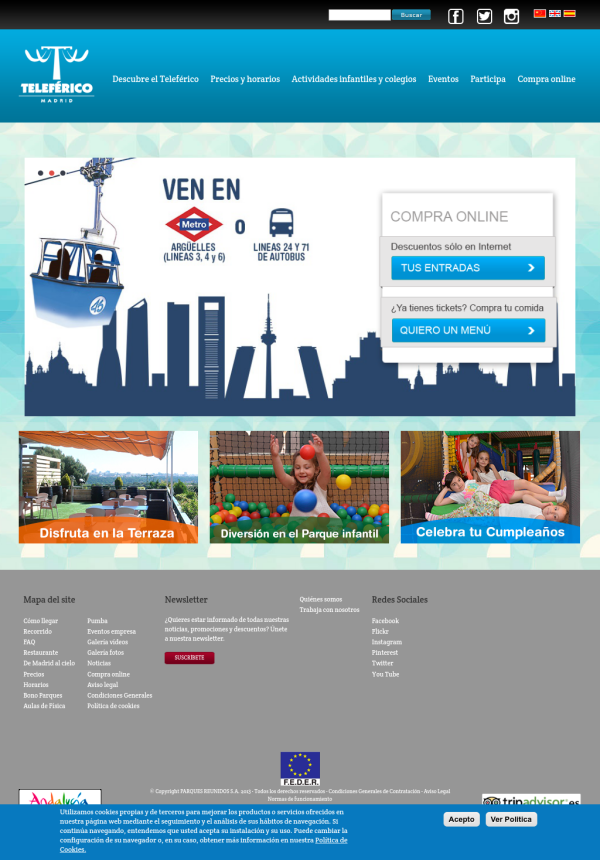 Buscar
TELEFÉRICO
MADRID
Descubre el Teleférico
Precios y horarios
Actividades infantiles y colegios
Eventos
Participa
Compra online
VEN EN
Metro
O
ARGÜELLES
(LINEAS 3, 4 y 6)
LINEAS 24 Y 71
DE AUTOBUS
46
COMPRA ONLINE
Descuentos sólo en Internet
TUS ENTRADAS
¿Ya tienes tickets? Compra tu comida
QUIERO UN MENÚ
Disfruta en la Terraza
Diversión en el Parque infantil
Celebra tu Cumpleaños
Mapa del site
Cómo llegar
Recorrido
FAQ
Restaurante
De Madrid al cielo
Precios
Horarios
Bono Parques
Aulas de Física
Pumba
Eventos empresa
Galería vídeos
Galería fotos
Noticias
Compra online
Aviso legal
Condiciones Generales
Política de cookies
Newsletter
¿Quieres estar informado de todas nuestras
noticias, promociones y descuentos? Únete
a nuestra newsletter.
SUSCRÍBETE
Quiénes somos
Trabaja con nosotros
Redes Sociales
Facebook
Flickr
Instagram
Pinterest
Twitter
You Tube
F.E.D.E.R.
© Copyright PARQUES REUNIDOS S.A. 2013 - Todos los derechos reservados - Condiciones Generales de Contratación - Aviso Legal
Normas de funcionamiento
Andalucía
tripadvisor.es
Utilizamos cookies propias y de terceros para mejorar los productos o servicios ofrecidos en
nuestra página web mediante el seguimiento y el análisis de sus hábitos de navegación. Si
continúa navegando, entendemos que usted acepta su instalación y su uso. Puede cambiar la
configuración de su navegador o, en su caso, obtener más información en nuestra Política de
Cookies.
Acepto
Ver Política